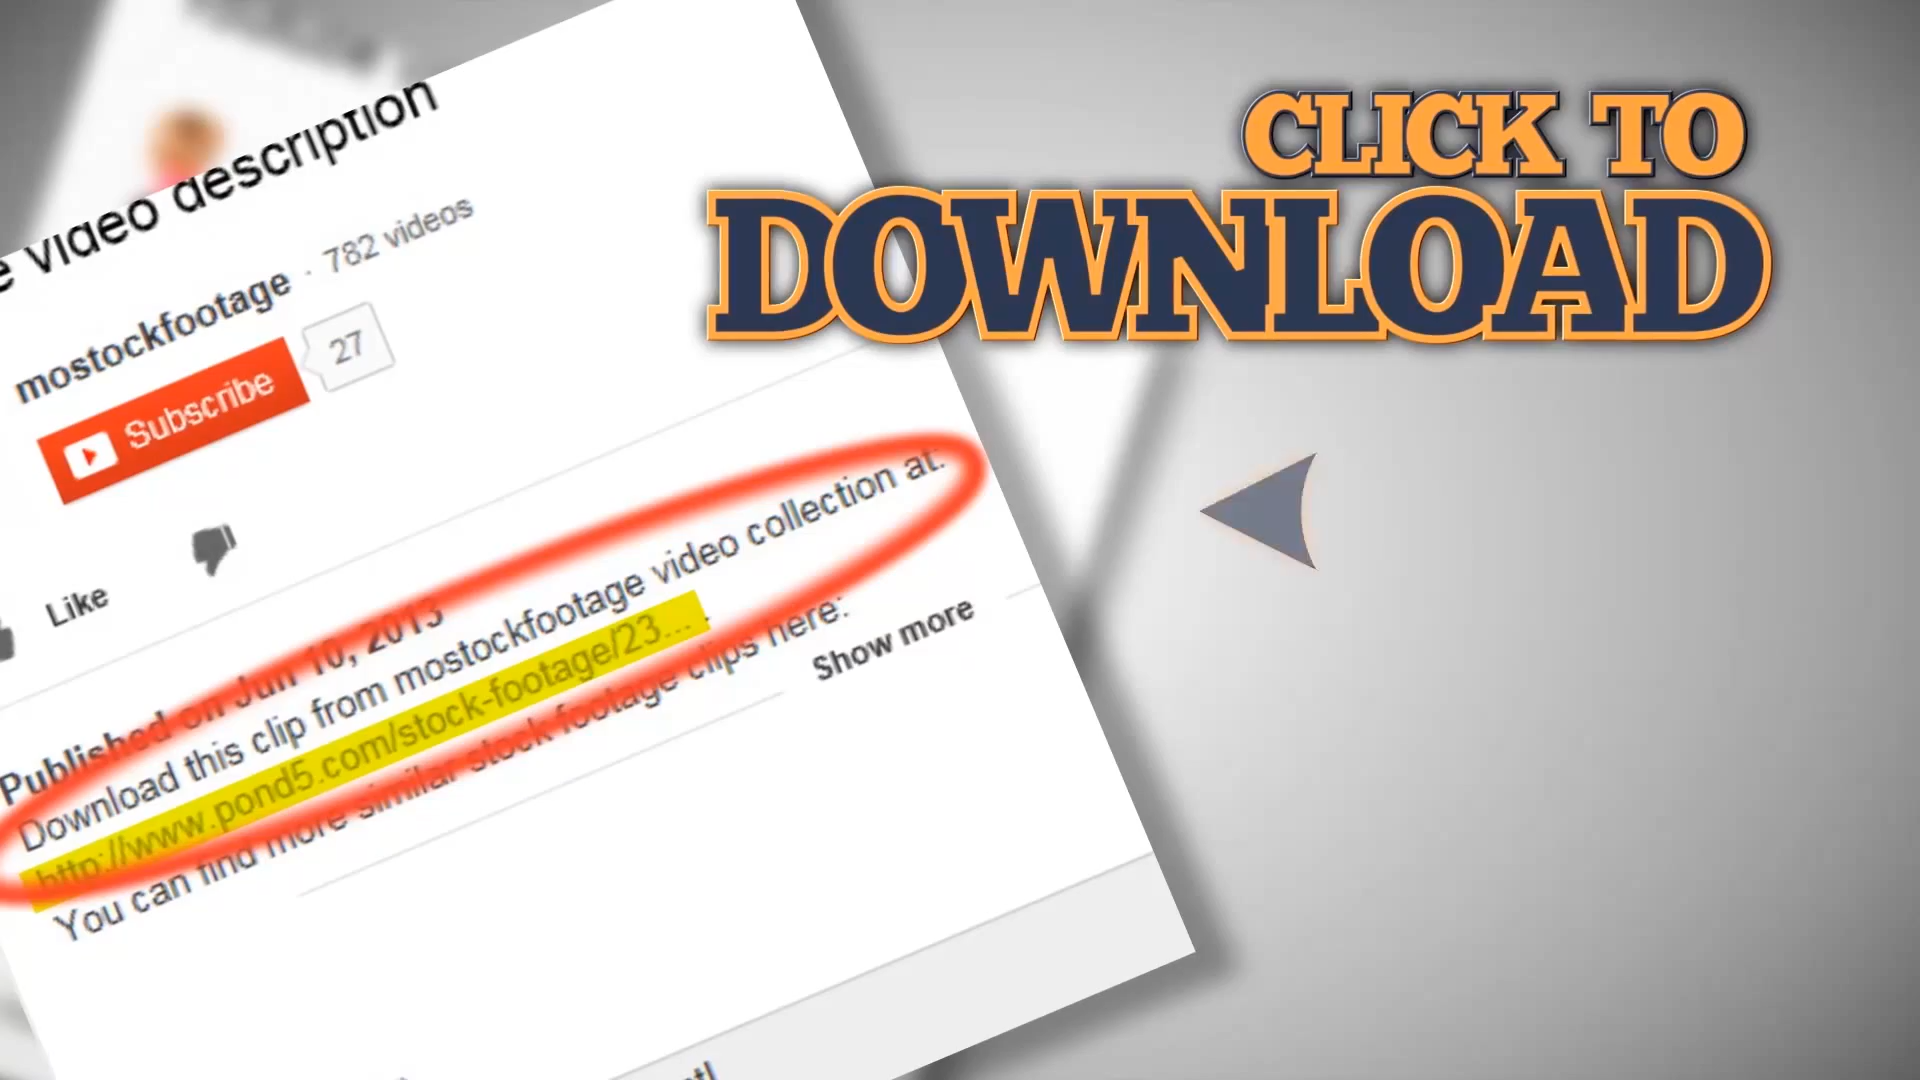 CLICK TO
DOWNLOAD
e video description
mostockfootage · 782 videos
Subscribe
27
Like
Published on Jun 10, 2013
Download this clip from mostockfootage video collection at:
http://www.pond5.com/stock-footage/23... .
You can find more similar stock footage clips here:
Show more